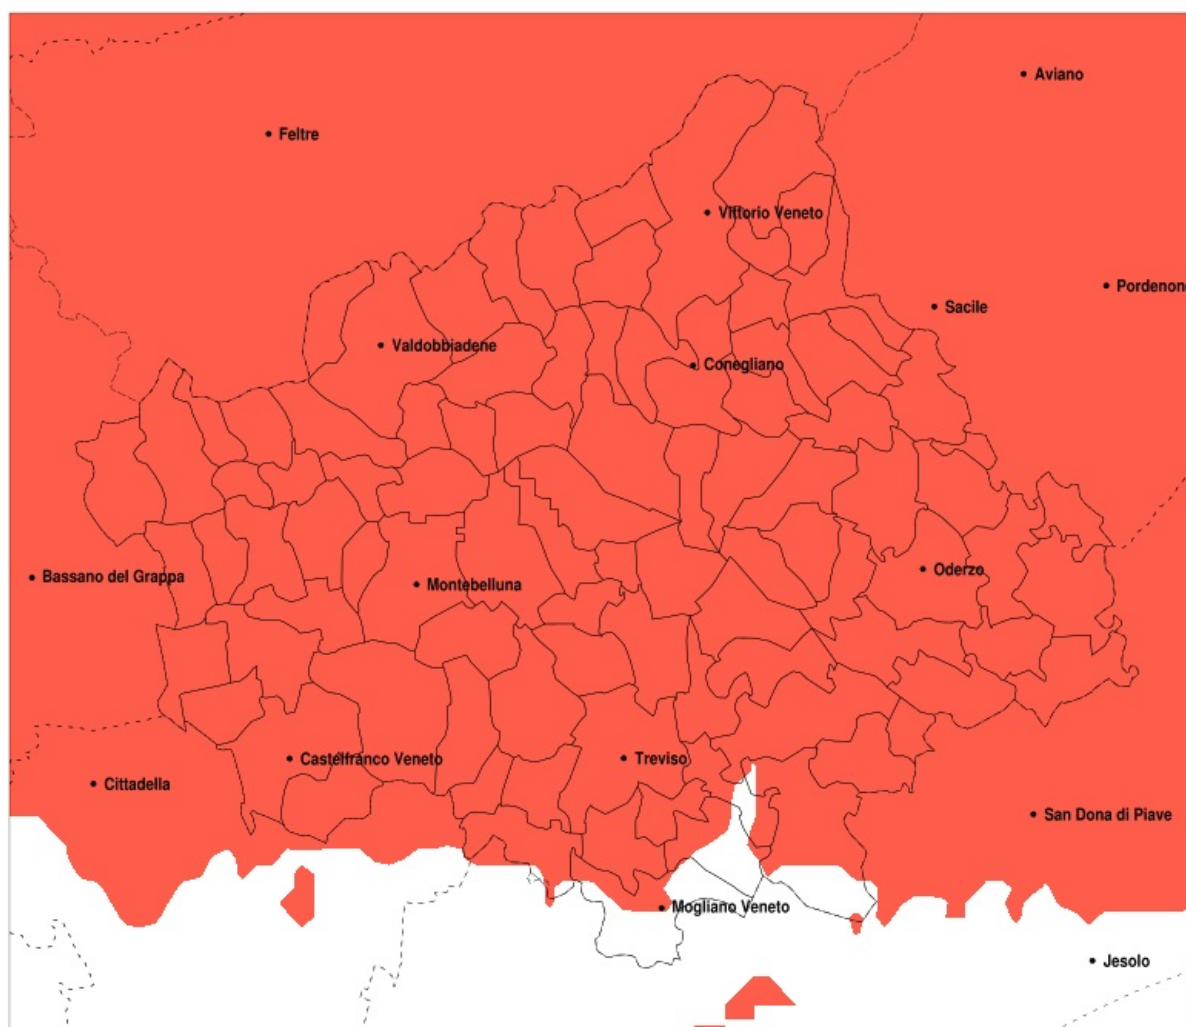 Aviano
Feltre
Vittorio Veneto
Pordenon
Sacile
Valdobbiadene
Conegliano
Bassano del Grappa
Montebelluna
Oderzo
Castelfranco Veneto
Treviso
Cittadella
San Dona di Piave
Mogliano Veneto
Jesolo